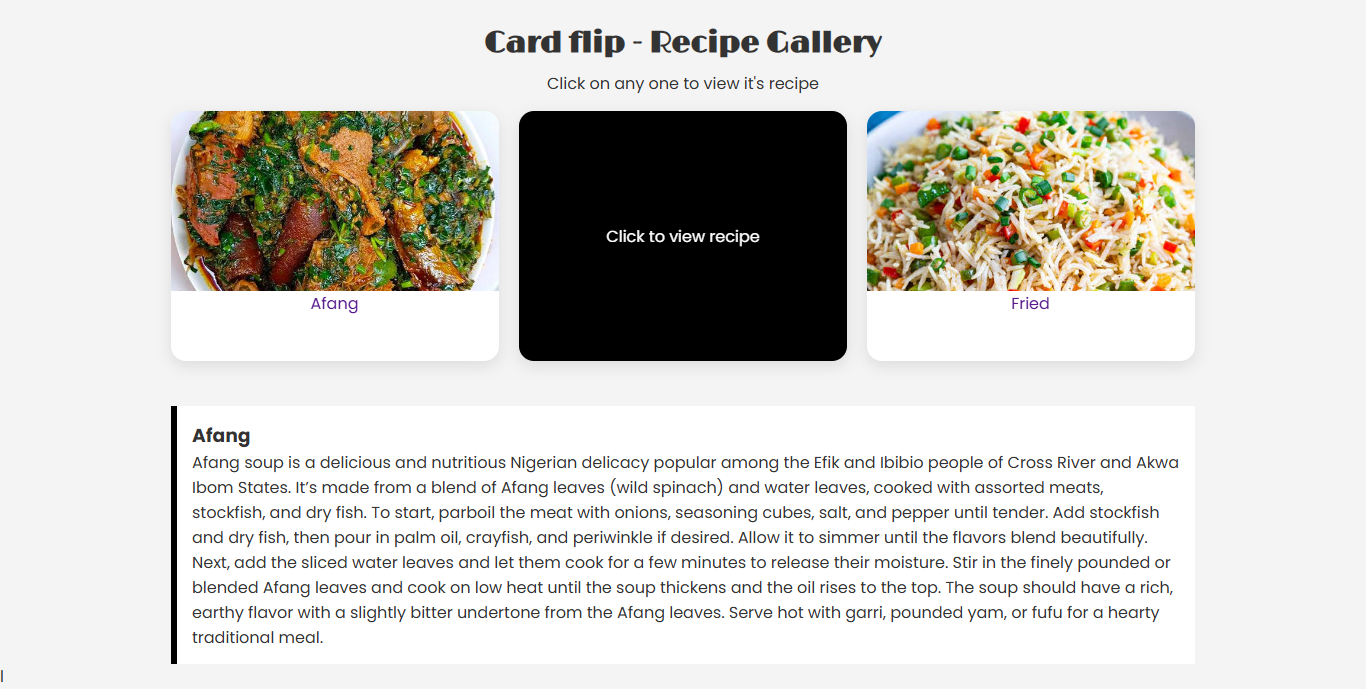 Card flip - Recipe Gallery
Click on any one to view it's recipe
Click to view recipe
Afang
Fried
Afang
Afang soup is a delicious and nutritious Nigerian delicacy popular among the Efik and Ibibio people of Cross River and Akwa
Ibom States. It’s made from a blend of Afang leaves (wild spinach) and water leaves, cooked with assorted meats,
stockfish, and dry fish. To start, parboil the meat with onions, seasoning cubes, salt, and pepper until tender. Add stockfish
and dry fish, then pour in palm oil, crayfish, and periwinkle if desired. Allow it to simmer until the flavors blend beautifully.
Next, add the sliced water leaves and let them cook for a few minutes to release their moisture. Stir in the finely pounded or
blended Afang leaves and cook on low heat until the soup thickens and the oil rises to the top. The soup should have a rich,
earthy flavor with a slightly bitter undertone from the Afang leaves. Serve hot with garri, pounded yam, or fufu for a hearty
traditional meal.